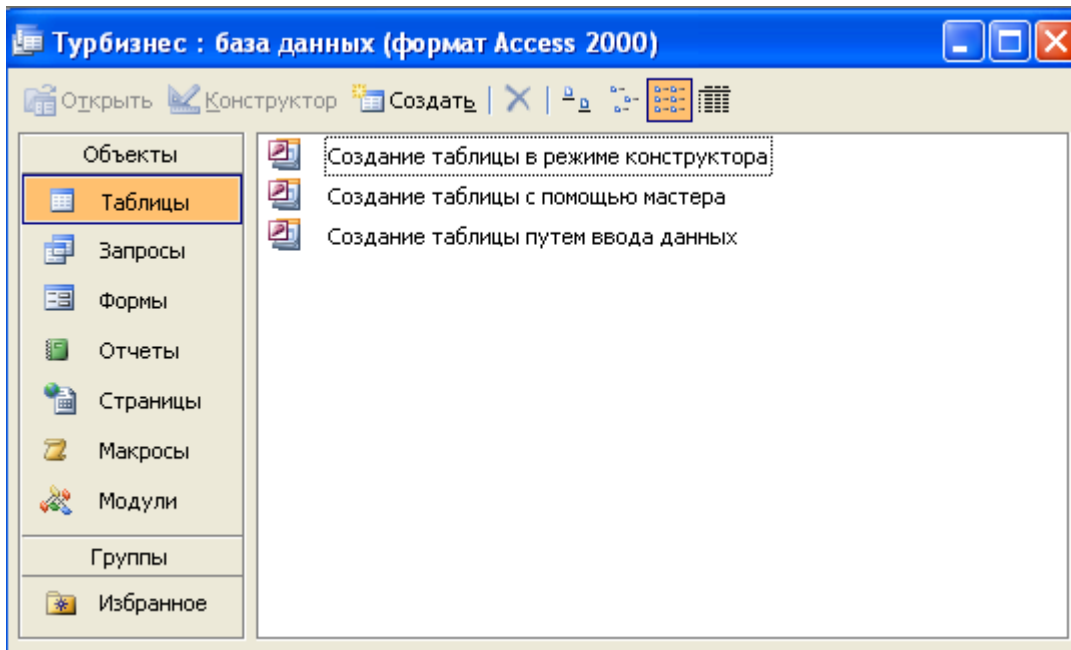 Турбизнес : база данных (формат Access 2000)
Открыть Конструктор Создать
Объекты
Таблицы
Запросы
Формы
Отчеты
Страницы
Макросы
Модули
Группы
Избранное
Создание таблицы в режиме конструктора
Создание таблицы с помощью мастера
Создание таблицы путем ввода данных